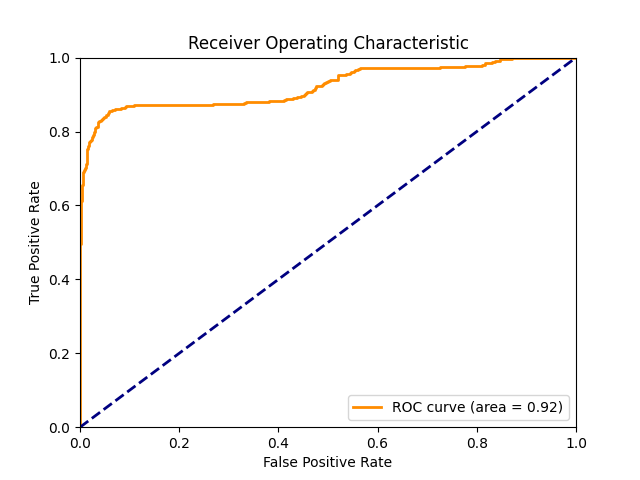 Receiver Operating Characteristic
1.0
0.8
0.6
0.4
0.2
0.0
True Positive Rate
ROC curve (area = 0.92)
0.0 0.2 0.4 0.6 0.8 1.0
False Positive Rate